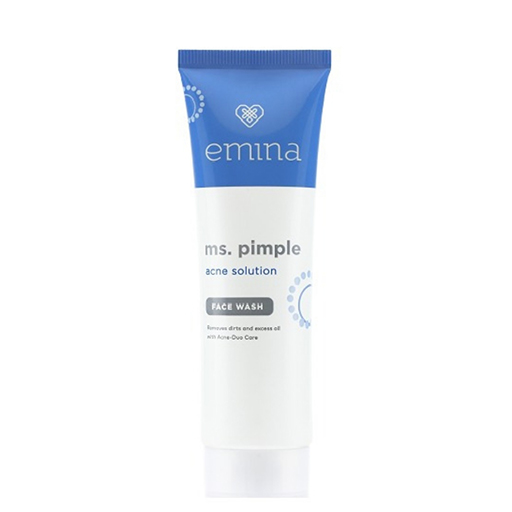 emina
ms. pimple
acne solution
FACE WASH
Removes dirts and excess oil
with Acne-Duo Care